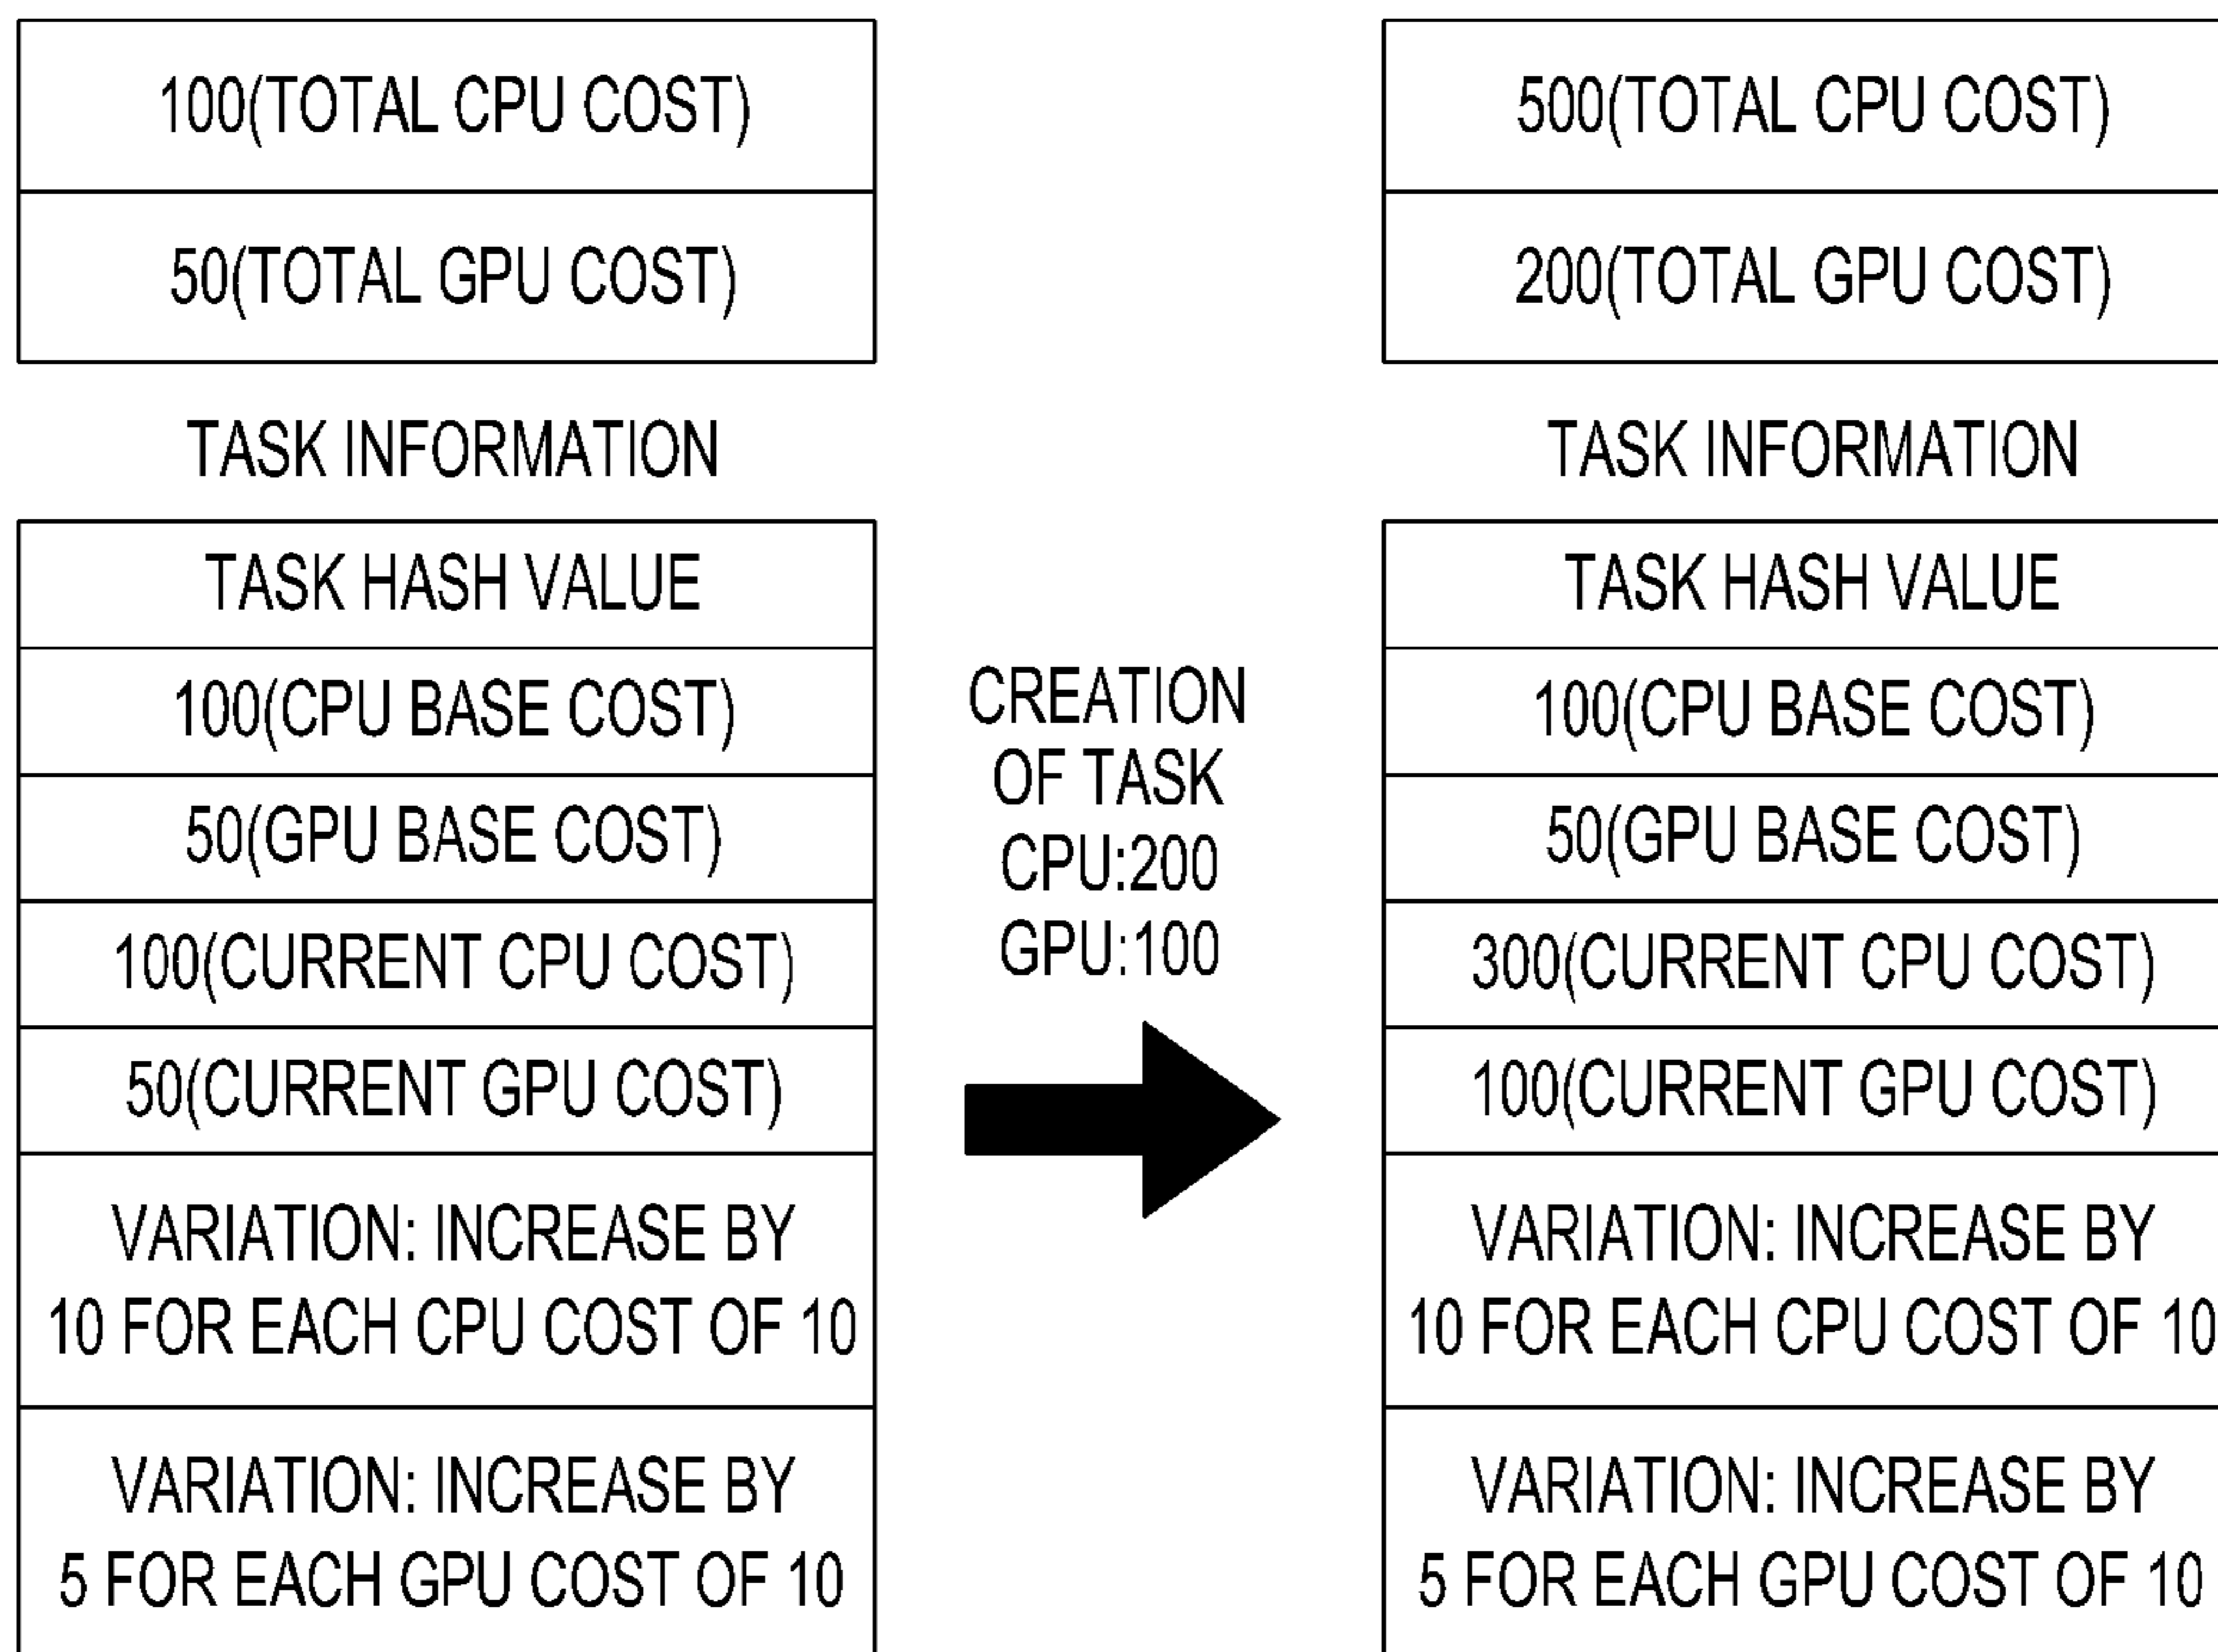 100(TOTAL CPU COST)
50(TOTAL GPU COST)
TASK INFORMATION
TASK HASH VALUE
100(CPU BASE COST)
50(GPU BASE COST)
100(CURRENT CPU COST)
50(CURRENT GPU COST)
VARIATION: INCREASE BY
10 FOR EACH CPU COST OF 10
VARIATION: INCREASE BY
5 FOR EACH GPU COST OF 10
CREATION
OF TASK
CPU:200
GPU:100
500(TOTAL CPU COST)
200(TOTAL GPU COST)
TASK INFORMATION
TASK HASH VALUE
100(CPU BASE COST)
50(GPU BASE COST)
300(CURRENT CPU COST)
100(CURRENT GPU COST)
VARIATION: INCREASE BY
10 FOR EACH CPU COST OF 10
VARIATION: INCREASE BY
5 FOR EACH GPU COST OF 10